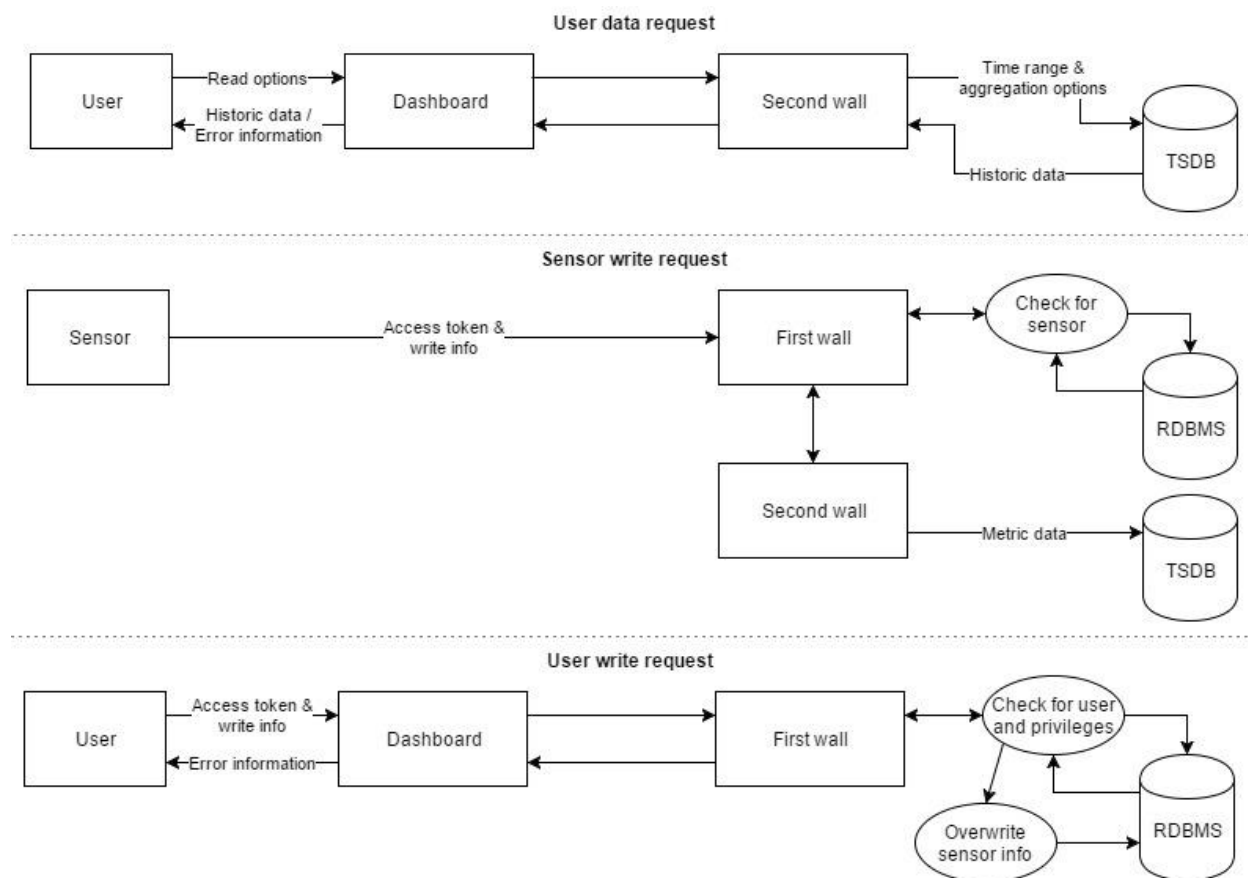 User data request
User
Read options
Historic data /
Error information
Dashboard
Second wall
Time range &
aggregation options
Historic data
TSDB
Sensor write request
Sensor
Access token &
write info
First wall
Check for
sensor
RDBMS
Second wall
Metric data
TSDB
User write request
User
Access token &
write info
Error information
Dashboard
First wall
Check for user
and privileges
Overwrite
sensor info
RDBMS